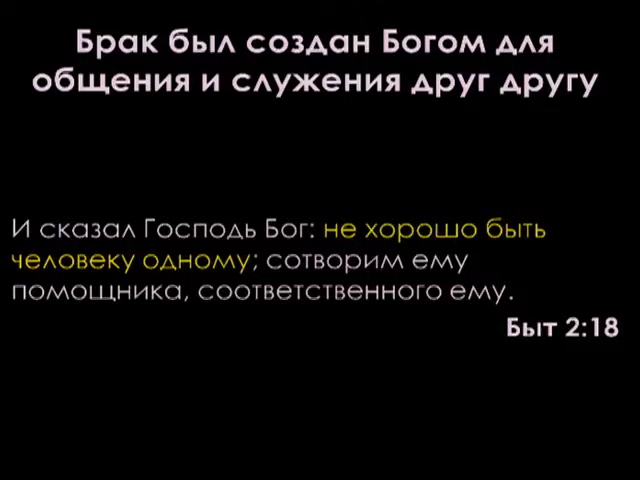 Брак был создан Богом для
общения и служения друг другу
И сказал Господь Бог: не хорошо быть
человеку одному; сотворим ему
помощника, соответственного ему.
Быт 2:18